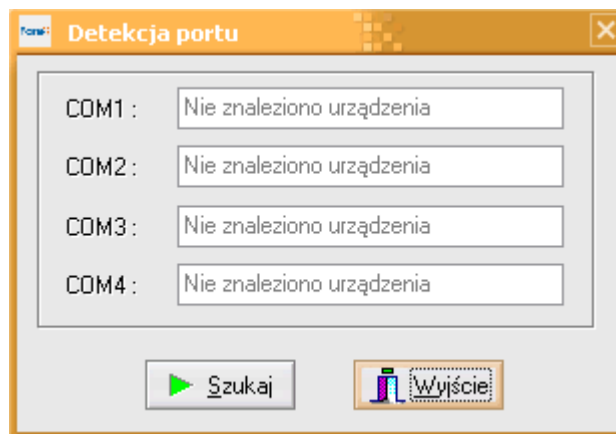 Detekcja portu
COM1 : Nie znaleziono urządzenia
COM2 : Nie znaleziono urządzenia
COM3 : Nie znaleziono urządzenia
COM4 : Nie znaleziono urządzenia
Szukaj Wyjście